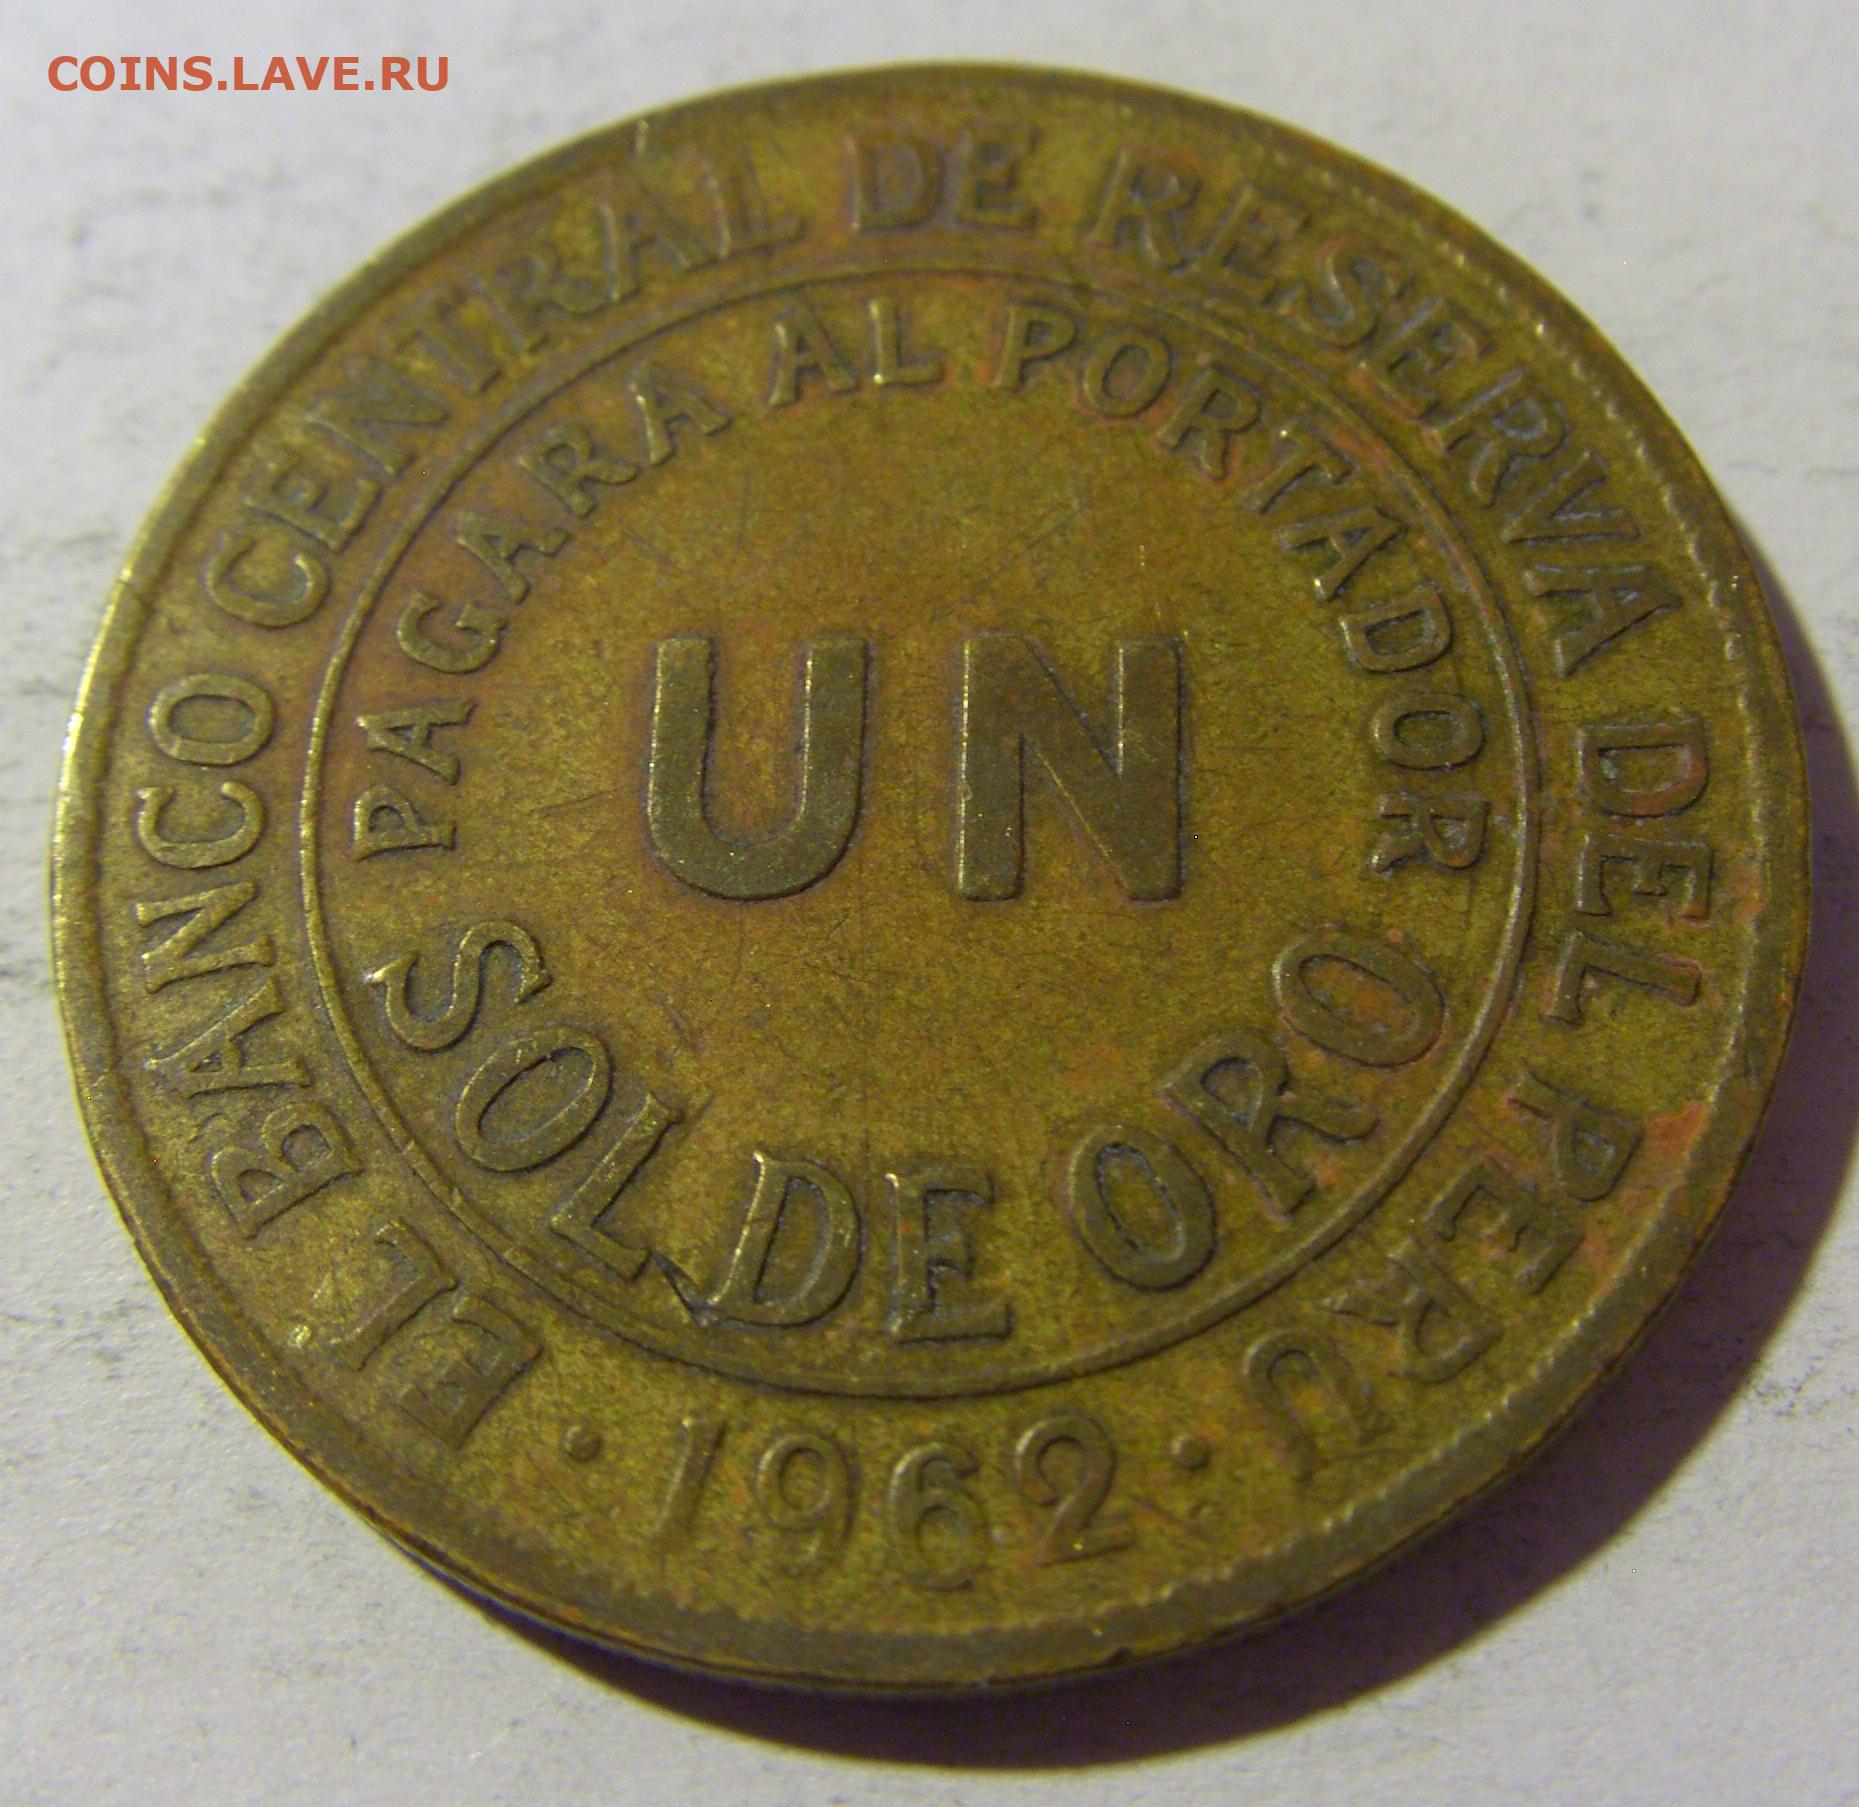 COINS.LAVE.RU
EL BANCO CENTRAL DE RESERVA DEL PERU
PAGARA AL PORTADOR
UN
SOL DE ORO
· 1962 ·